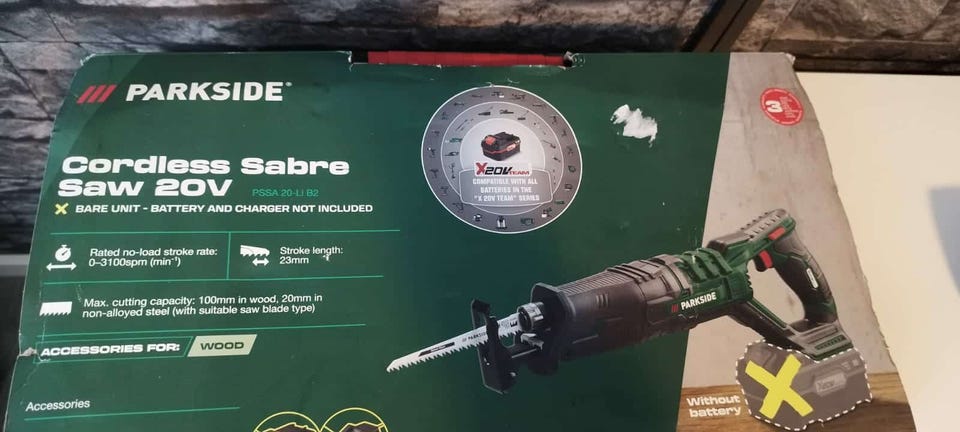 PARKSIDE®
Cordless Sabre
Saw 20V PSSA 20-Li B2
X BARE UNIT - BATTERY AND CHARGER NOT INCLUDED
Rated no-load stroke rate:
0–3100spm (min⁻¹)
Stroke length:
23mm
Max. cutting capacity: 100mm in wood, 20mm in
non-alloyed steel (with suitable saw blade type)
ACCESSORIES FOR: WOOD
Accessories
X20V TEAM
COMPATIBLE WITH ALL
BATTERIES IN THE
"X 20V TEAM" SERIES
3
PARKSIDE
PARKSIDE
Without
battery